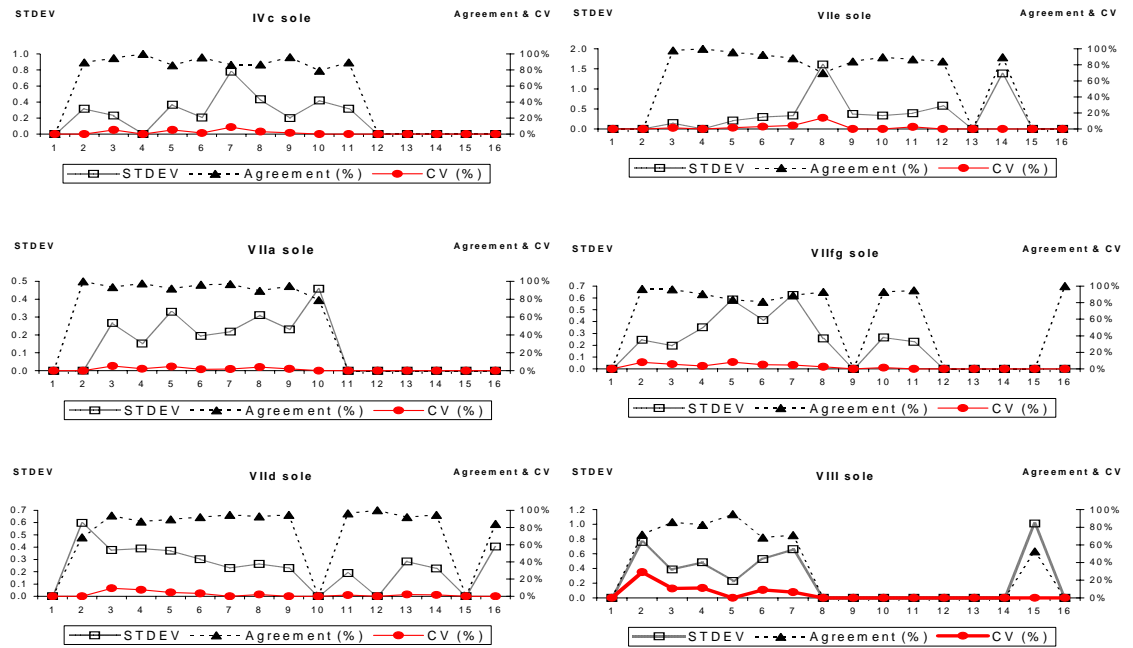 STDEV IVc sole Agreement & CV
1.0 100%
0.8 80%
0.6 60%
0.4 40%
0.2 20%
0.0 0%
1 2 3 4 5 6 7 8 9 10 11 12 13 14 15 16
STDEV Agreement (%) CV (%)
STDEV VIIe sole Agreement & CV
2.0 100%
80%
1.5
60%
1.0
40%
0.5 20%
0.0 0%
1 2 3 4 5 6 7 8 9 10 11 12 13 14 15 16
STDEV Agreement (%) CV (%)
STDEV VIIa sole Agreement & CV
0.5 100%
0.4 80%
0.3 60%
0.2 40%
0.1 20%
0.0 0%
1 2 3 4 5 6 7 8 9 10 11 12 13 14 15 16
STDEV Agreement (%) CV (%)
STDEV VIIfg sole Agreement & CV
0.7 100%
0.6
80%
0.5
0.4 60%
0.3 40%
0.2
20%
0.1
0.0 0%
1 2 3 4 5 6 7 8 9 10 11 12 13 14 15 16
STDEV Agreement (%) CV (%)
STDEV VIId sole Agreement & CV
0.7 100%
0.6
80%
0.5
0.4 60%
0.3 40%
0.2
20%
0.1
0.0 0%
1 2 3 4 5 6 7 8 9 10 11 12 13 14 15 16
STDEV Agreement (%) CV (%)
STDEV VIII sole Agreement & CV
1.2 100%
1.0 80%
0.8
60%
0.6
40%
0.4
0.2 20%
0.0 0%
1 2 3 4 5 6 7 8 9 10 11 12 13 14 15 16
STDEV Agreement (%) CV (%)